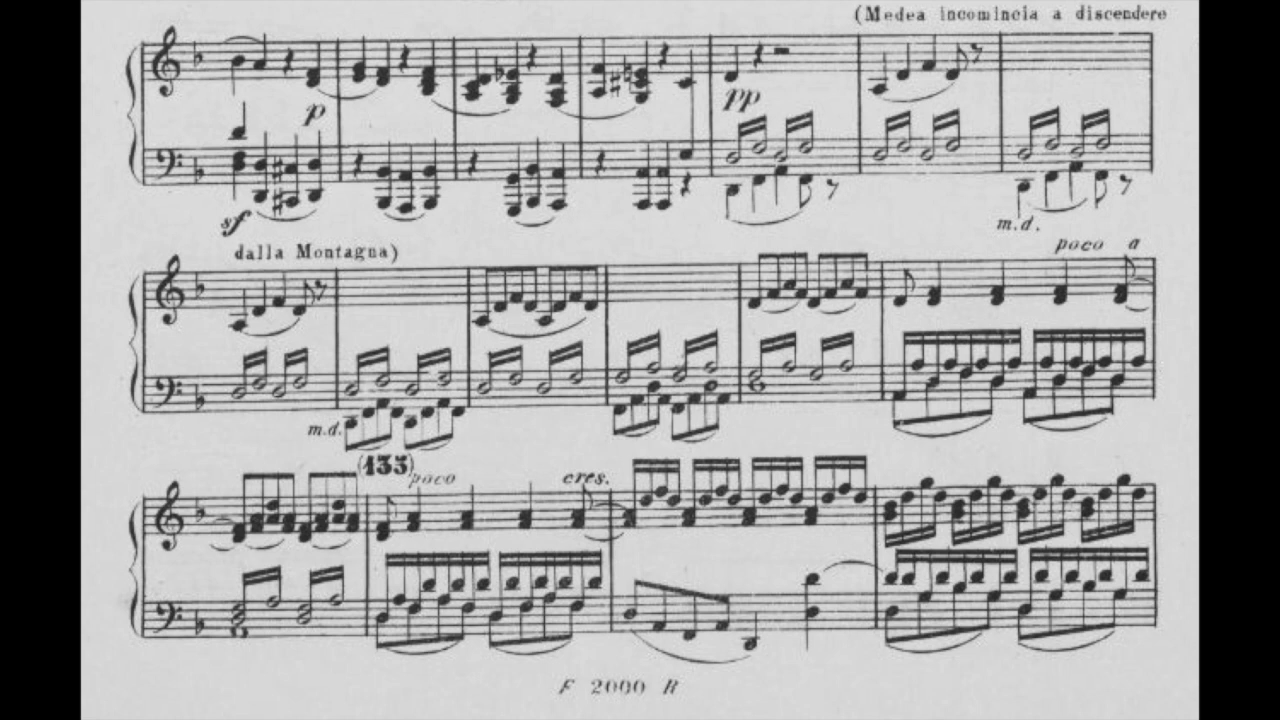 (Medea incomincia a discendere
p
pp
sf
m.d.
dalla Montagna)
poco a
m.d.
(133)
poco cres.
F 2000 R